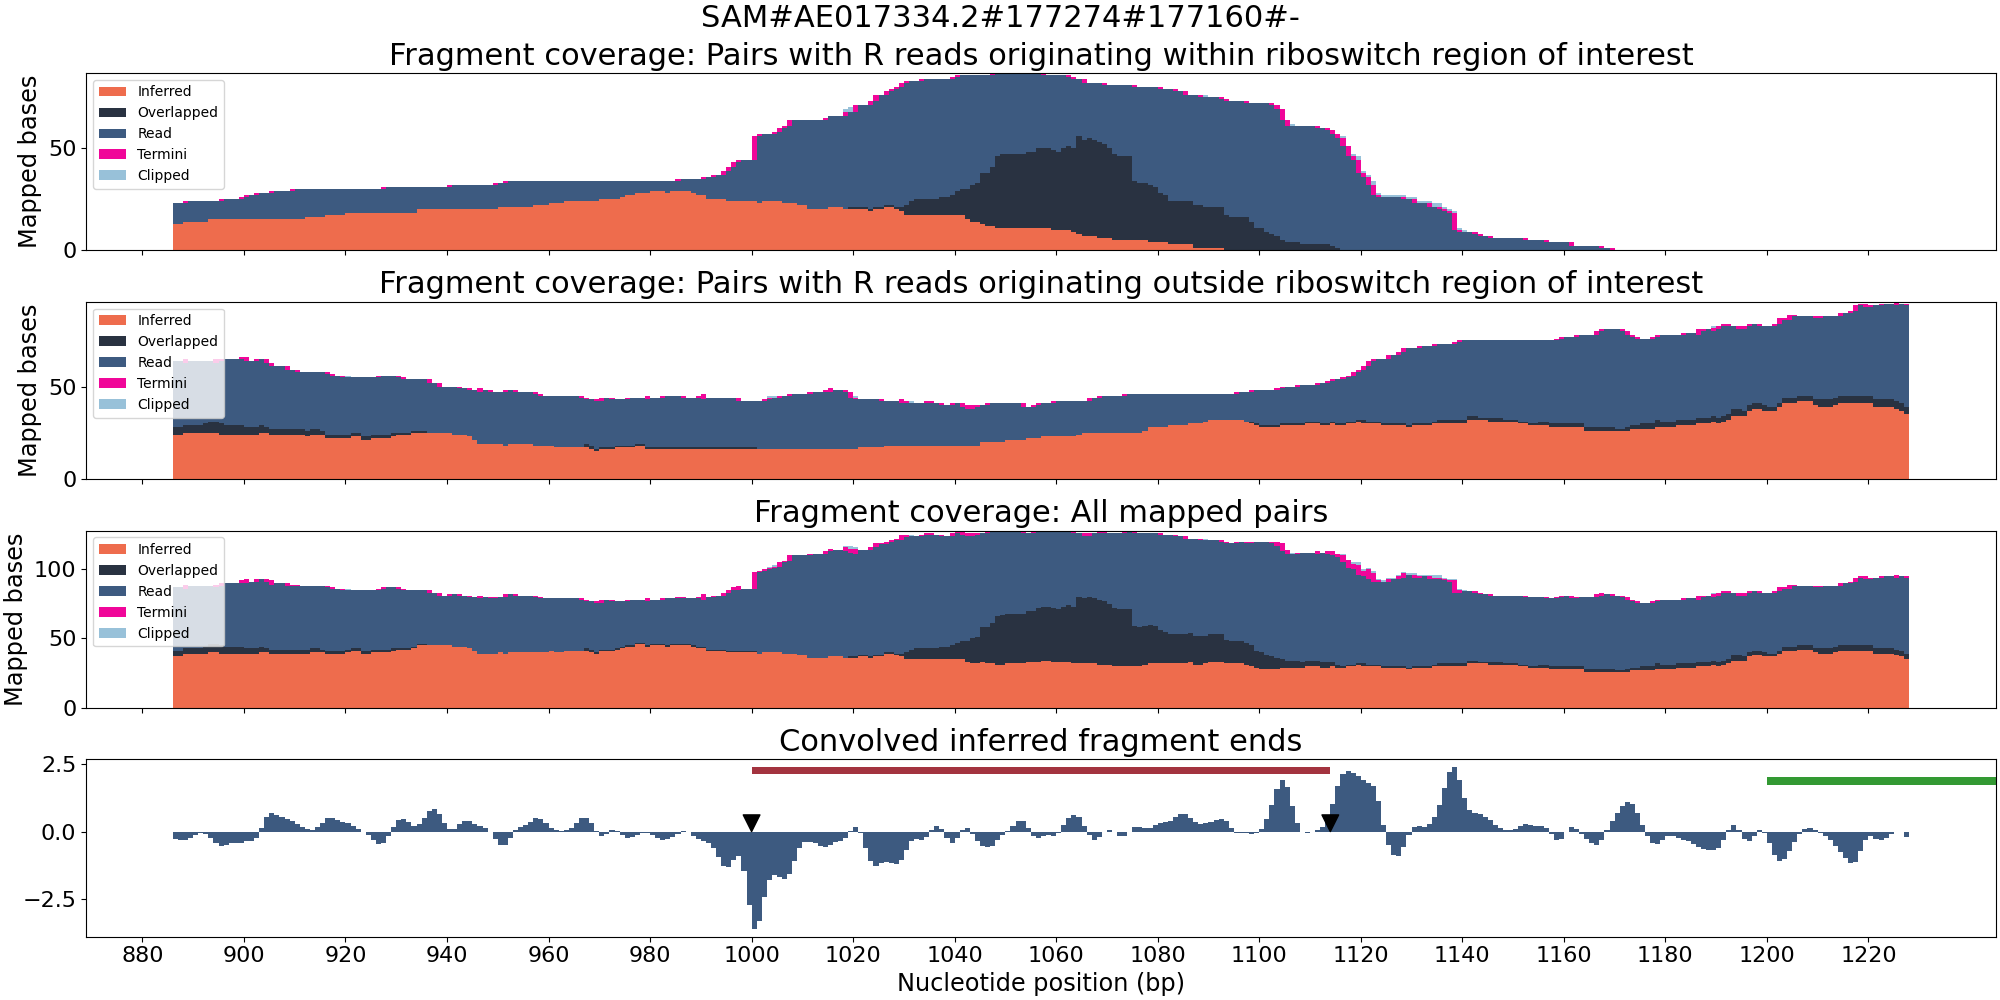 SAM#AE017334.2#177274#177160#-
Fragment coverage: Pairs with R reads originating within riboswitch region of interest
Mapped bases
50
0
Inferred
Overlapped
Read
Termini
Clipped
Fragment coverage: Pairs with R reads originating outside riboswitch region of interest
Mapped bases
50
0
Inferred
Overlapped
Read
Termini
Clipped
Fragment coverage: All mapped pairs
Mapped bases
100
50
0
Inferred
Overlapped
Read
Termini
Clipped
Convolved inferred fragment ends
2.5
0.0
−2.5
880 900 920 940 960 980 1000 1020 1040 1060 1080 1100 1120 1140 1160 1180 1200 1220
Nucleotide position (bp)